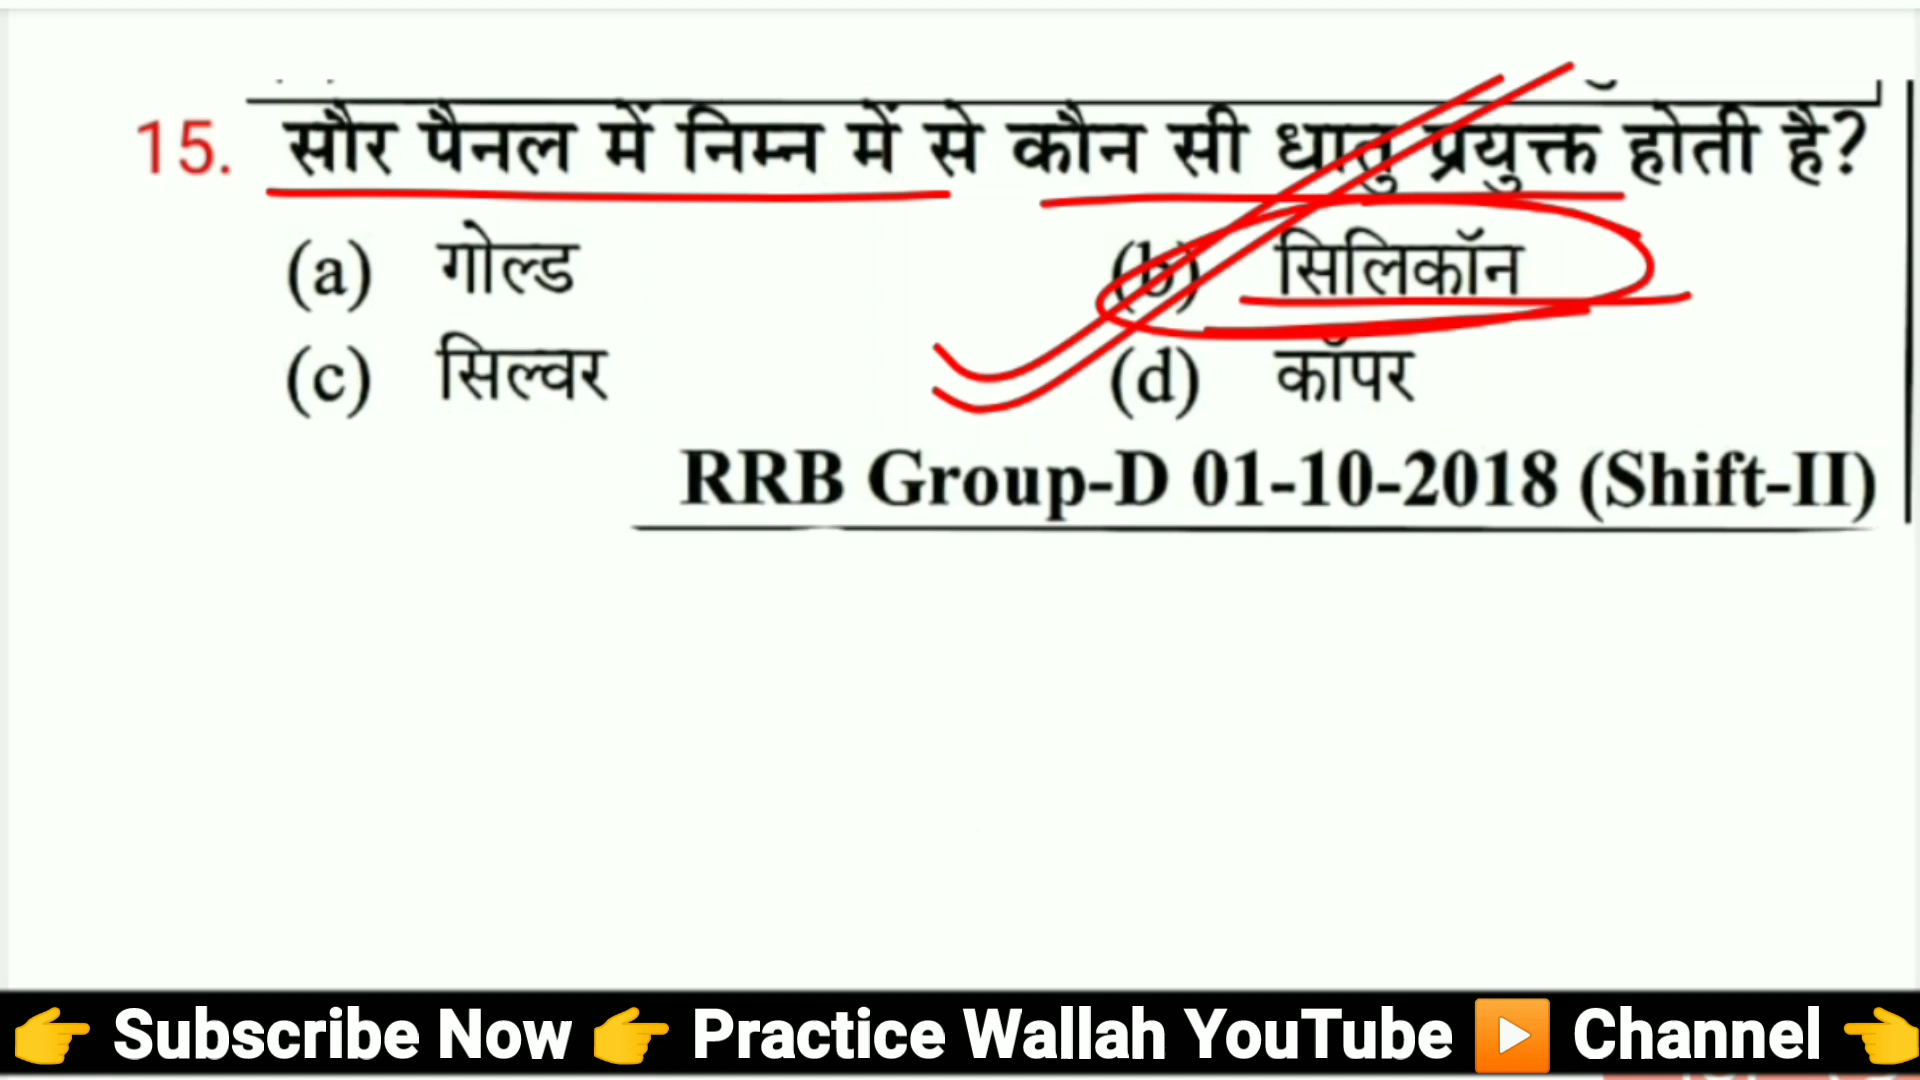 15. सौर पैनल में निम्न में से कौन सी धातु प्रयुक्त होती है?
(a) गोल्ड (b) सिलिकॉन
(c) सिल्वर (d) कॉपर
RRB Group-D 01-10-2018 (Shift-II)
👉 Subscribe Now 👉 Practice Wallah YouTube ▶️ Channel 👈